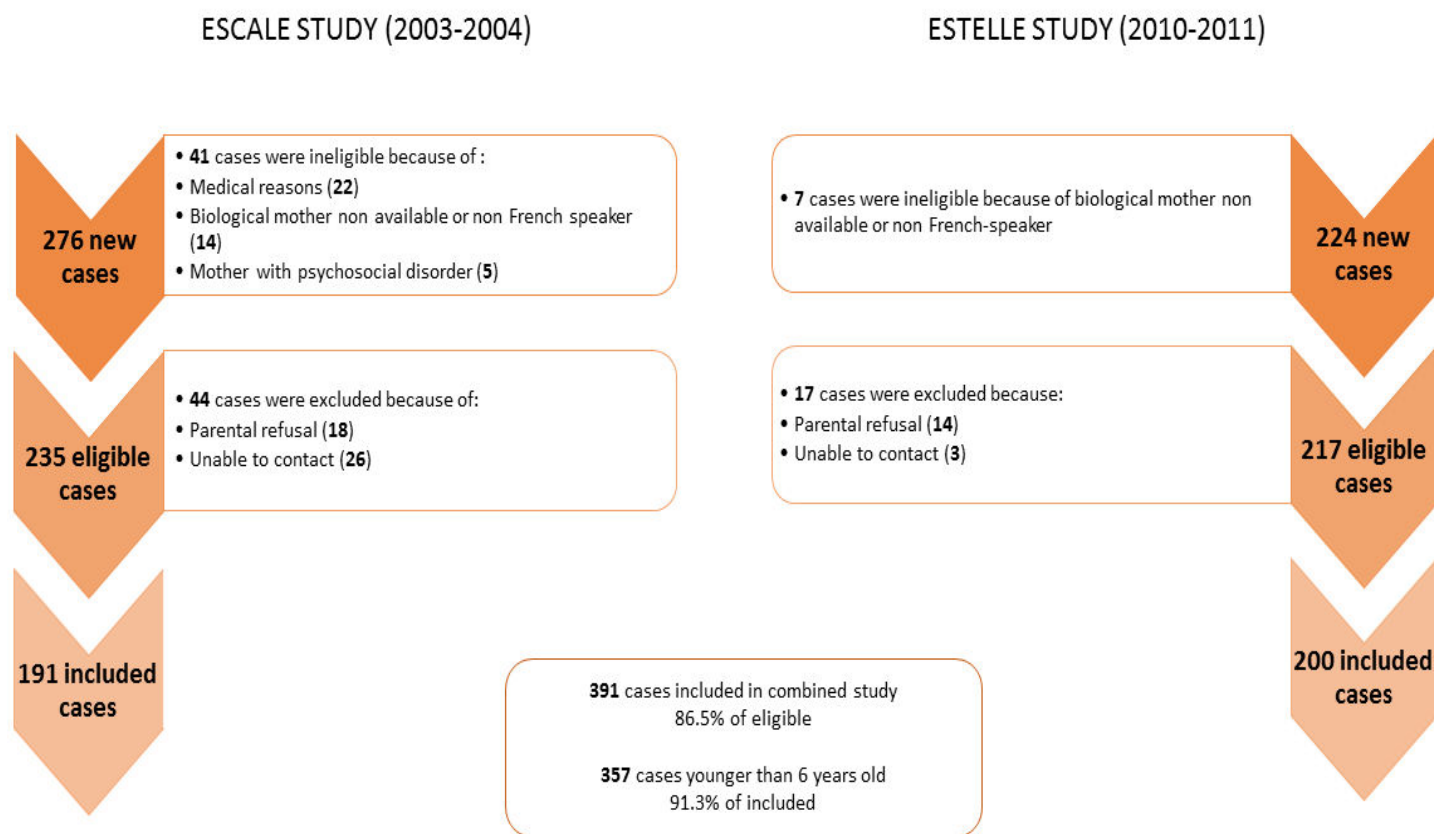 ESCALE STUDY (2003-2004)
ESTELLE STUDY (2010-2011)
276 new
cases
• 41 cases were ineligible because of :
• Medical reasons (22)
• Biological mother non available or non French speaker
(14)
• Mother with psychosocial disorder (5)
• 7 cases were ineligible because of biological mother non
available or non French-speaker
224 new
cases
235 eligible
cases
• 44 cases were excluded because of:
• Parental refusal (18)
• Unable to contact (26)
• 17 cases were excluded because:
• Parental refusal (14)
• Unable to contact (3)
217 eligible
cases
191 included
cases
391 cases included in combined study
86.5% of eligible
357 cases younger than 6 years old
91.3% of included
200 included
cases